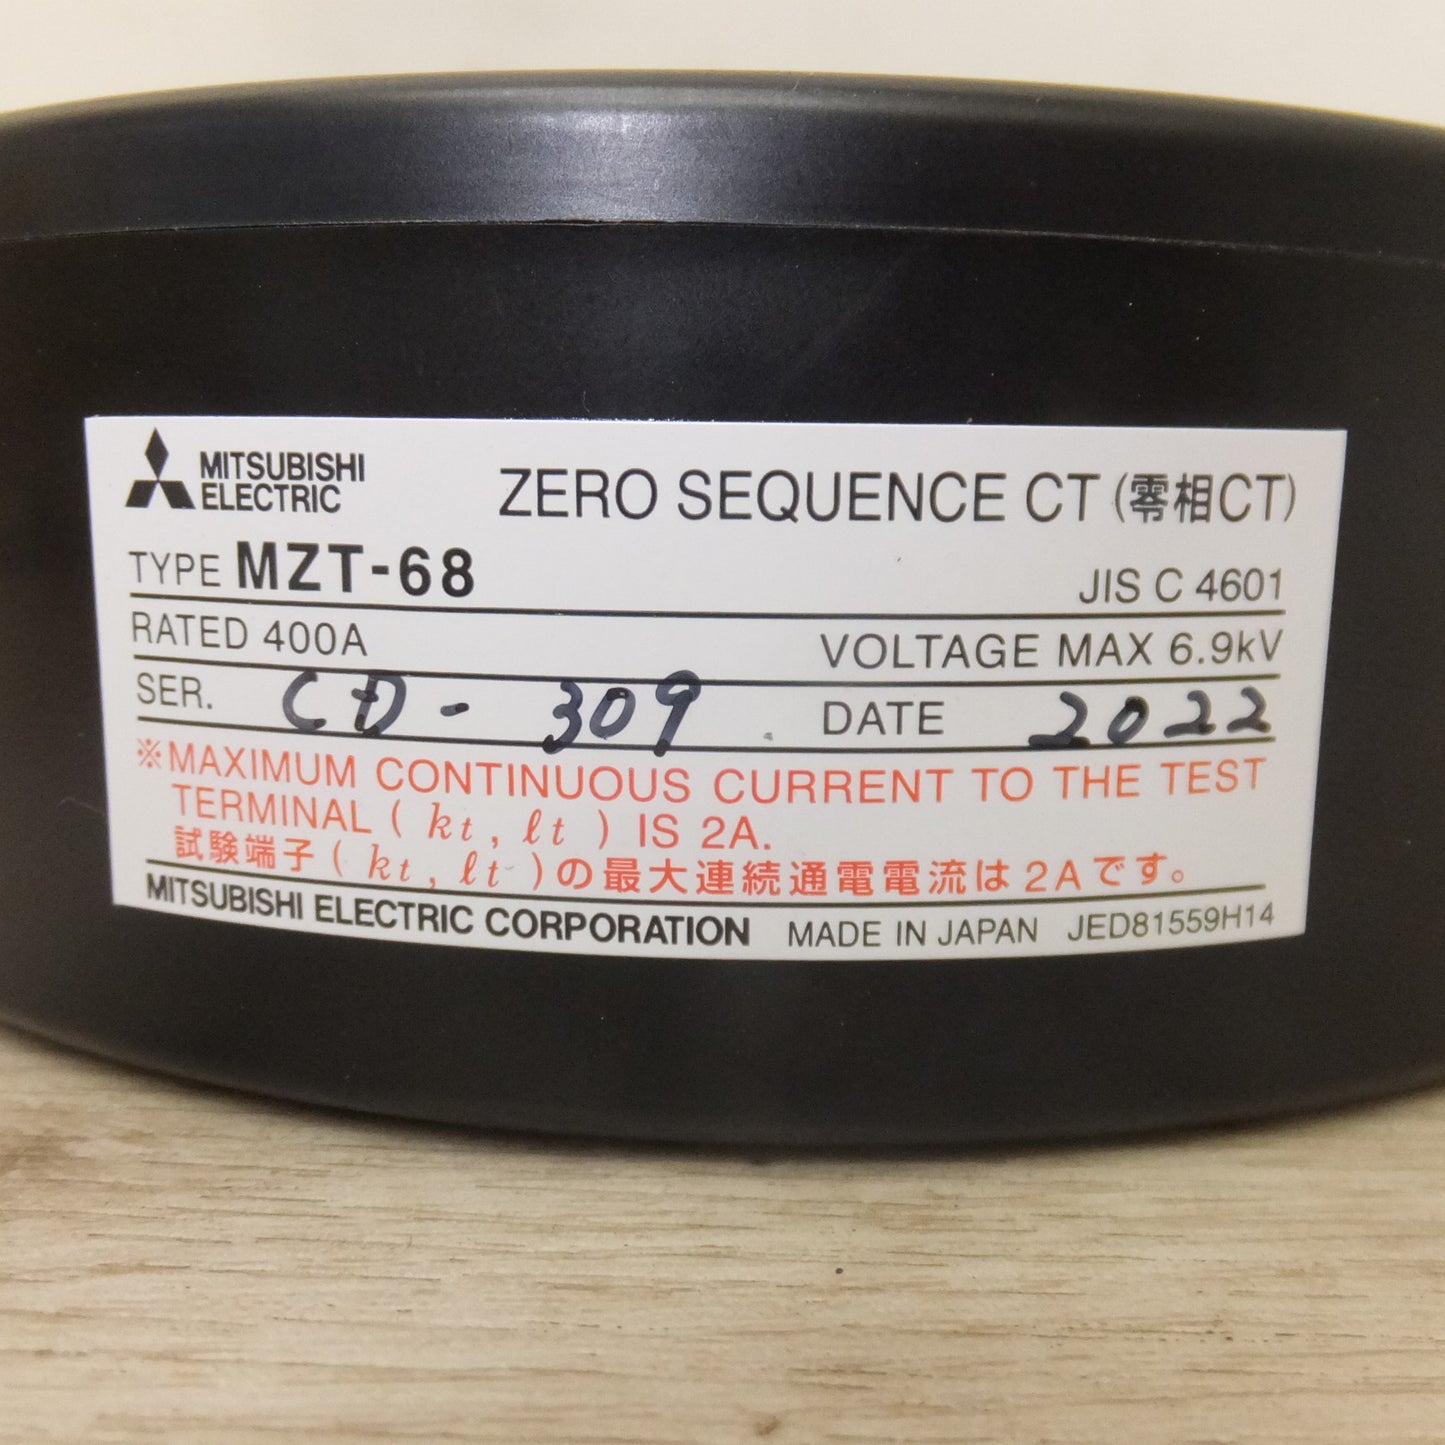 MITSUBISHI
ELECTRIC
ZERO SEQUENCE CT (零相CT)
TYPE MZT-68
JIS C 4601
RATED 400A
VOLTAGE MAX 6.9kV
SER. CD - 309
DATE 2022
※MAXIMUM CONTINUOUS CURRENT TO THE TEST
TERMINAL ( kt , ℓt ) IS 2A.
試験端子 ( kt , ℓt ) の最大連続通電電流は2Aです。
MITSUBISHI ELECTRIC CORPORATION MADE IN JAPAN JED81559H14